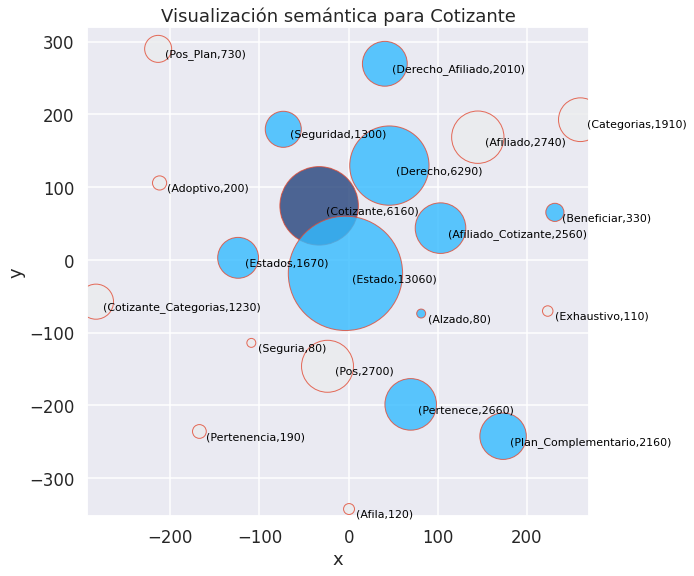 Visualización semántica para Cotizante
300
200
100
0
−100
−200
−300
y
(Pos_Plan,730)
(Derecho_Afiliado,2010)
(Categorias,1910)
(Seguridad,1300)
(Afiliado,2740)
(Derecho,6290)
(Adoptivo,200)
(Cotizante,6160)
(Beneficiar,330)
(Afiliado_Cotizante,2560)
(Estados,1670)
(Estado,13060)
(Cotizante_Categorias,1230)
(Exhaustivo,110)
(Alzado,80)
(Seguria,80)
(Pos,2700)
(Pertenece,2660)
(Pertenencia,190)
(Plan_Complementario,2160)
(Afila,120)
−200 −100 0 100 200
x